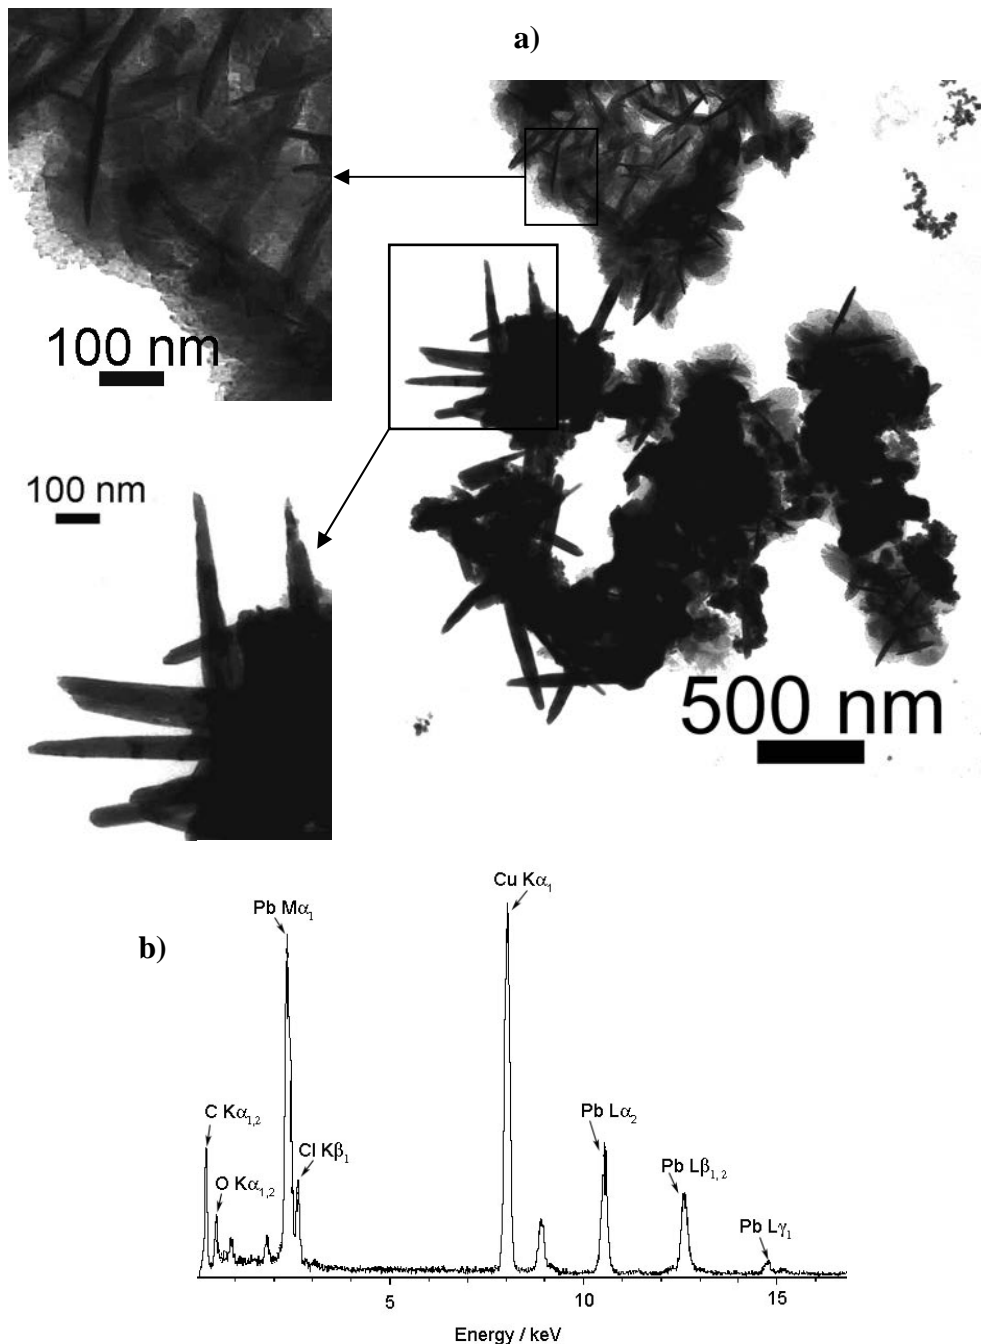 a)
100 nm
100 nm
500 nm
b)
Cu Kα₁
Pb Mα₁
C Kα₁,₂
O Kα₁,₂
Cl Kβ₁
Pb Lα₂
Pb Lβ₁,₂
Pb Lγ₁
5 10 15
Energy / keV